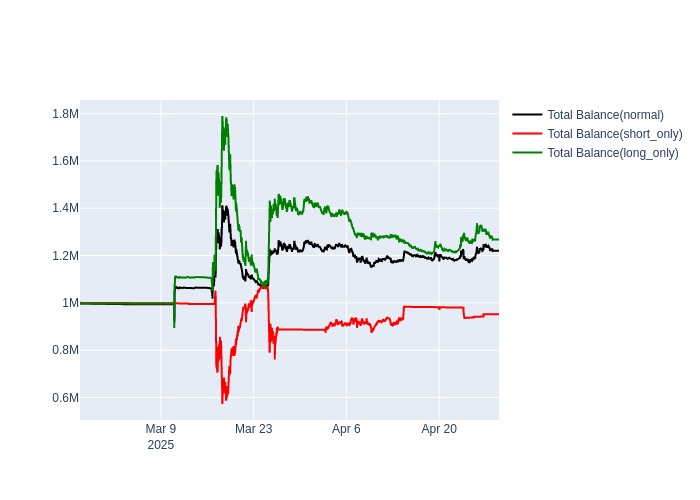 1.8M
1.6M
1.4M
1.2M
1M
0.8M
0.6M
Mar 9
2025
Mar 23
Apr 6
Apr 20
Total Balance(normal)
Total Balance(short_only)
Total Balance(long_only)